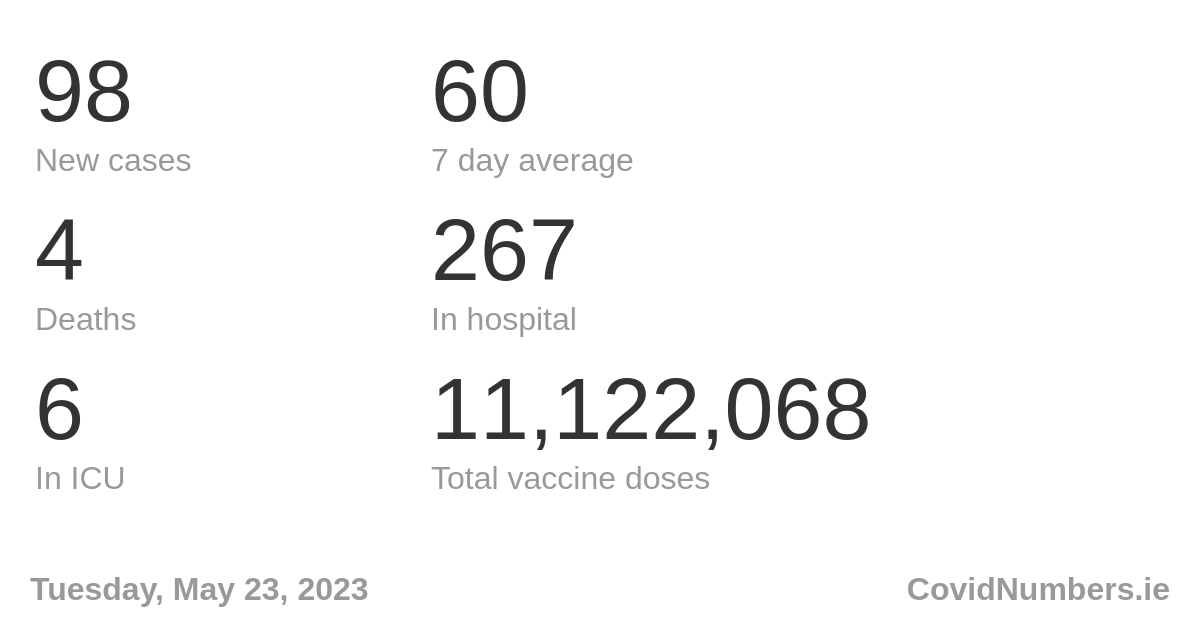 98
60
New cases
7 day average
4
267
Deaths
In hospital
6
11,122,068
In ICU
Total vaccine doses
Tuesday, May 23, 2023
CovidNumbers.ie